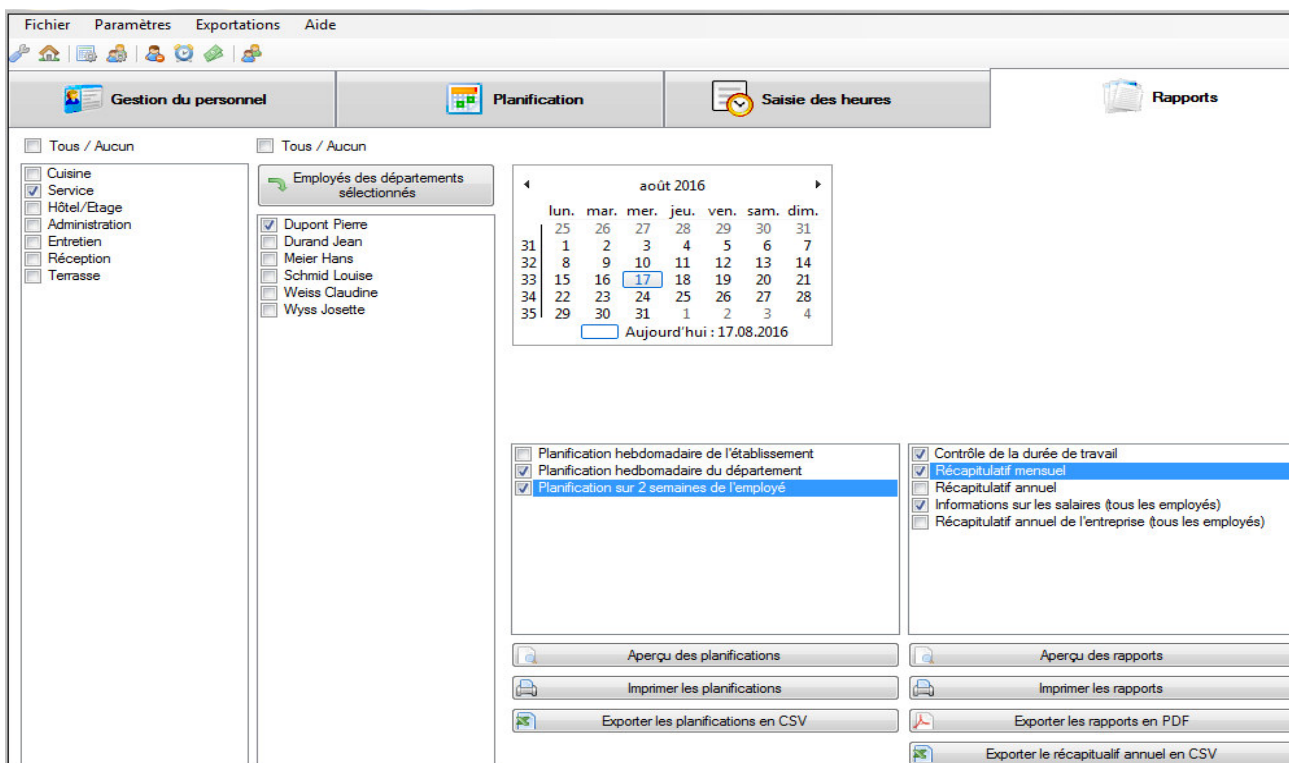 Fichier Paramètres Exportations Aide
Gestion du personnel Planification Saisie des heures Rapports
Tous / Aucun
Cuisine
Service
Hôtel/Etage
Administration
Entretien
Réception
Terrasse
Tous / Aucun
Employés des départements
sélectionnés
Dupont Pierre
Durand Jean
Meier Hans
Schmid Louise
Weiss Claudine
Wyss Josette
août 2016
lun. mar. mer. jeu. ven. sam. dim.
25 26 27 28 29 30 31
31 1 2 3 4 5 6 7
32 8 9 10 11 12 13 14
33 15 16 17 18 19 20 21
34 22 23 24 25 26 27 28
35 29 30 31 1 2 3 4
Aujourd'hui : 17.08.2016
Planification hebdomadaire de l'établissement
Planification hedbomadaire du département
Planification sur 2 semaines de l'employé
Aperçu des planifications
Imprimer les planifications
Exporter les planifications en CSV
Contrôle de la durée de travail
Récapitulatif mensuel
Récapitulatif annuel
Informations sur les salaires (tous les employés)
Récapitulatif annuel de l'entreprise (tous les employés)
Aperçu des rapports
Imprimer les rapports
Exporter les rapports en PDF
Exporter le récapitualif annuel en CSV